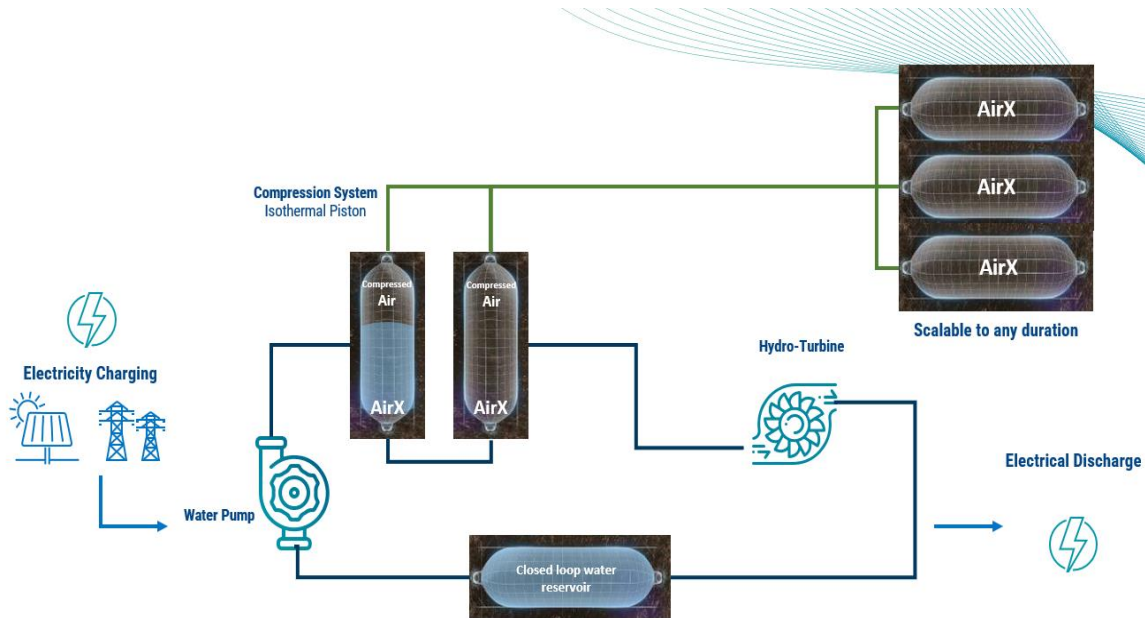 AirX
AirX
AirX
Scalable to any duration
Compression System
Isothermal Piston
Compressed
Air
AirX
Compressed
Air
AirX
Electricity Charging
Water Pump
Hydro-Turbine
Electrical Discharge
Closed loop water
reservoir